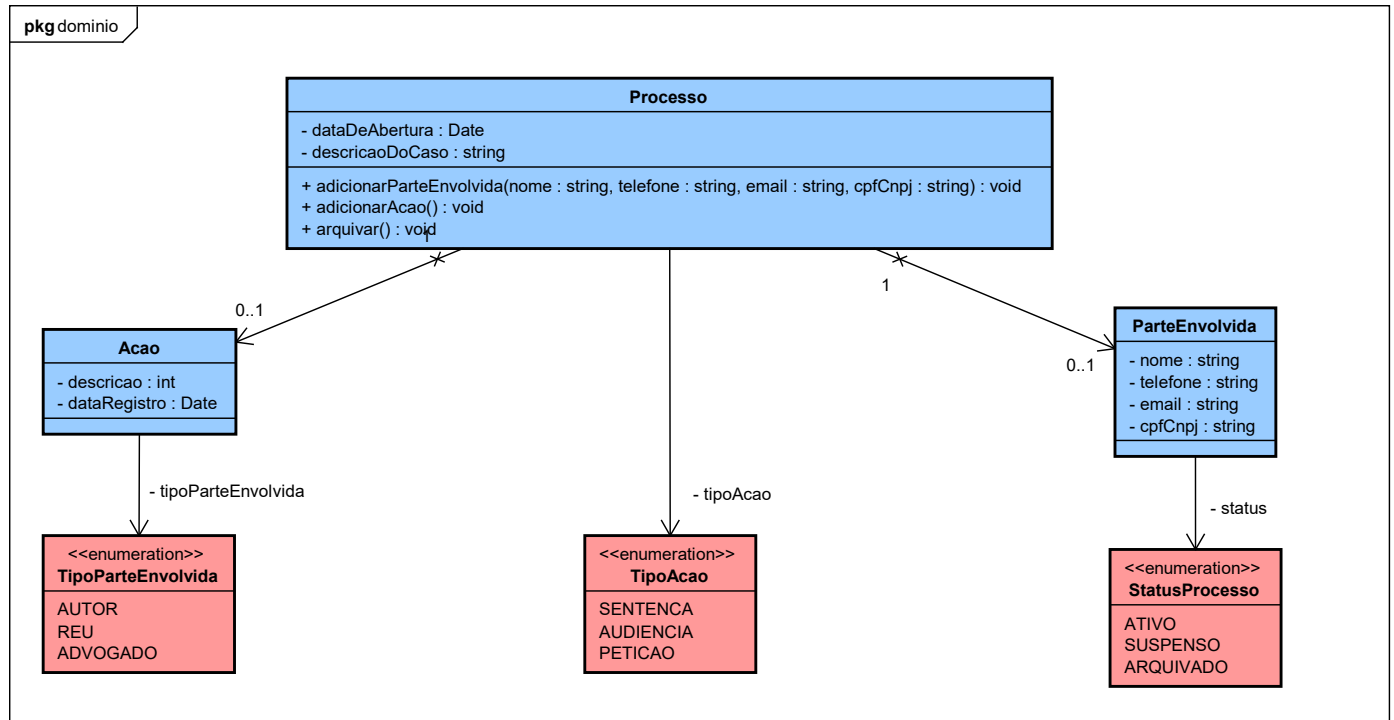 pkg dominio
Processo
- dataDeAbertura : Date
- descricaoDoCaso : string
+ adicionarParteEnvolvida(nome : string, telefone : string, email : string, cpfCnpj : string) : void
+ adicionarAcao() : void
+ arquivar() : void
1
0..1
1
0..1
Acao
- descricao : int
- dataRegistro : Date
ParteEnvolvida
- nome : string
- telefone : string
- email : string
- cpfCnpj : string
- tipoParteEnvolvida
- tipoAcao
- status
<<enumeration>>
TipoParteEnvolvida
AUTOR
REU
ADVOGADO
<<enumeration>>
TipoAcao
SENTENCA
AUDIENCIA
PETICAO
<<enumeration>>
StatusProcesso
ATIVO
SUSPENSO
ARQUIVADO